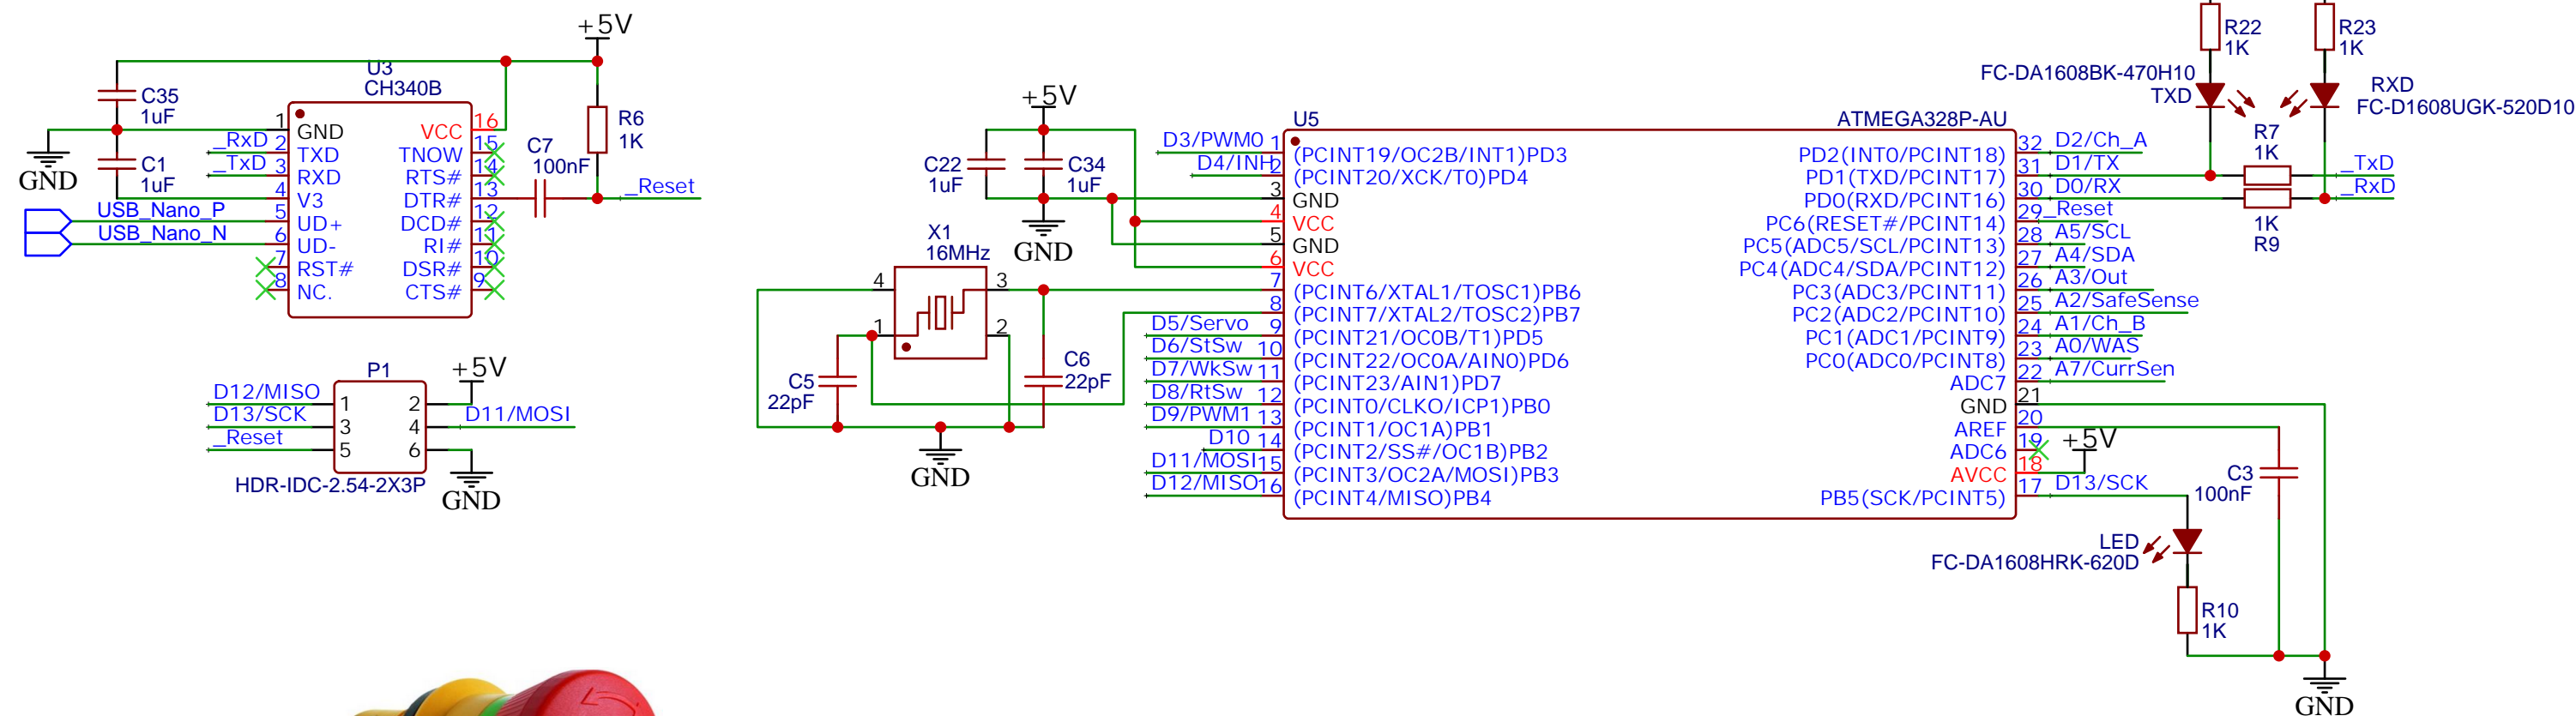 +5V
U3
CH340B
C35
1uF
C1
1uF
GND
_RxD
_TxD
USB_Nano_P
USB_Nano_N
1 GND
2 TXD
3 RXD
4 V3
5 UD+
6 UD-
7 RST#
8 NC.
VCC 16
TNOW 15
RTS# 14
DTR# 13
DCD# 12
RI# 11
DSR# 10
CTS# 9
C7
100nF
R6
1K
_Reset
P1
+5V
D12/MISO 1
D13/SCK 3
_Reset 5
2
4 D11/MOSI
6
HDR-IDC-2.54-2X3P
GND
+5V
C22
1uF
C34
1uF
GND
X1
16MHz
4
3
1
2
C5
22pF
C6
22pF
GND
U5
ATMEGA328P-AU
D3/PWM0 1 (PCINT19/OC2B/INT1)PD3
D4/INH 2 (PCINT20/XCK/T0)PD4
3 GND
4 VCC
5 GND
6 VCC
7 (PCINT6/XTAL1/TOSC1)PB6
8 (PCINT7/XTAL2/TOSC2)PB7
D5/Servo 9 (PCINT21/OC0B/T1)PD5
D6/StSw 10 (PCINT22/OC0A/AIN0)PD6
D7/WkSw 11 (PCINT23/AIN1)PD7
D8/RtSw 12 (PCINT0/CLKO/ICP1)PB0
D9/PWM1 13 (PCINT1/OC1A)PB1
D10 14 (PCINT2/SS#/OC1B)PB2
D11/MOSI 15 (PCINT3/OC2A/MOSI)PB3
D12/MISO 16 (PCINT4/MISO)PB4
PD2(INT0/PCINT18) 32 D2/Ch_A
PD1(TXD/PCINT17) 31 D1/TX
PD0(RXD/PCINT16) 30 D0/RX
PC6(RESET#/PCINT14) 29 _Reset
PC5(ADC5/SCL/PCINT13) 28 A5/SCL
PC4(ADC4/SDA/PCINT12) 27 A4/SDA
PC3(ADC3/PCINT11) 26 A3/Out
PC2(ADC2/PCINT10) 25 A2/SafeSense
PC1(ADC1/PCINT9) 24 A1/Ch_B
PC0(ADC0/PCINT8) 23 A0/WAS
ADC7 22 A7/CurrSen
GND 21
AREF 20
ADC6 19
AVCC 18 +5V
PB5(SCK/PCINT5) 17 D13/SCK
R22
1K
R23
1K
FC-DA1608BK-470H10
TXD
RXD
FC-D1608UGK-520D10
R7
1K
_TxD
_RxD
1K
R9
C3
100nF
LED
FC-DA1608HRK-620D
R10
1K
GND